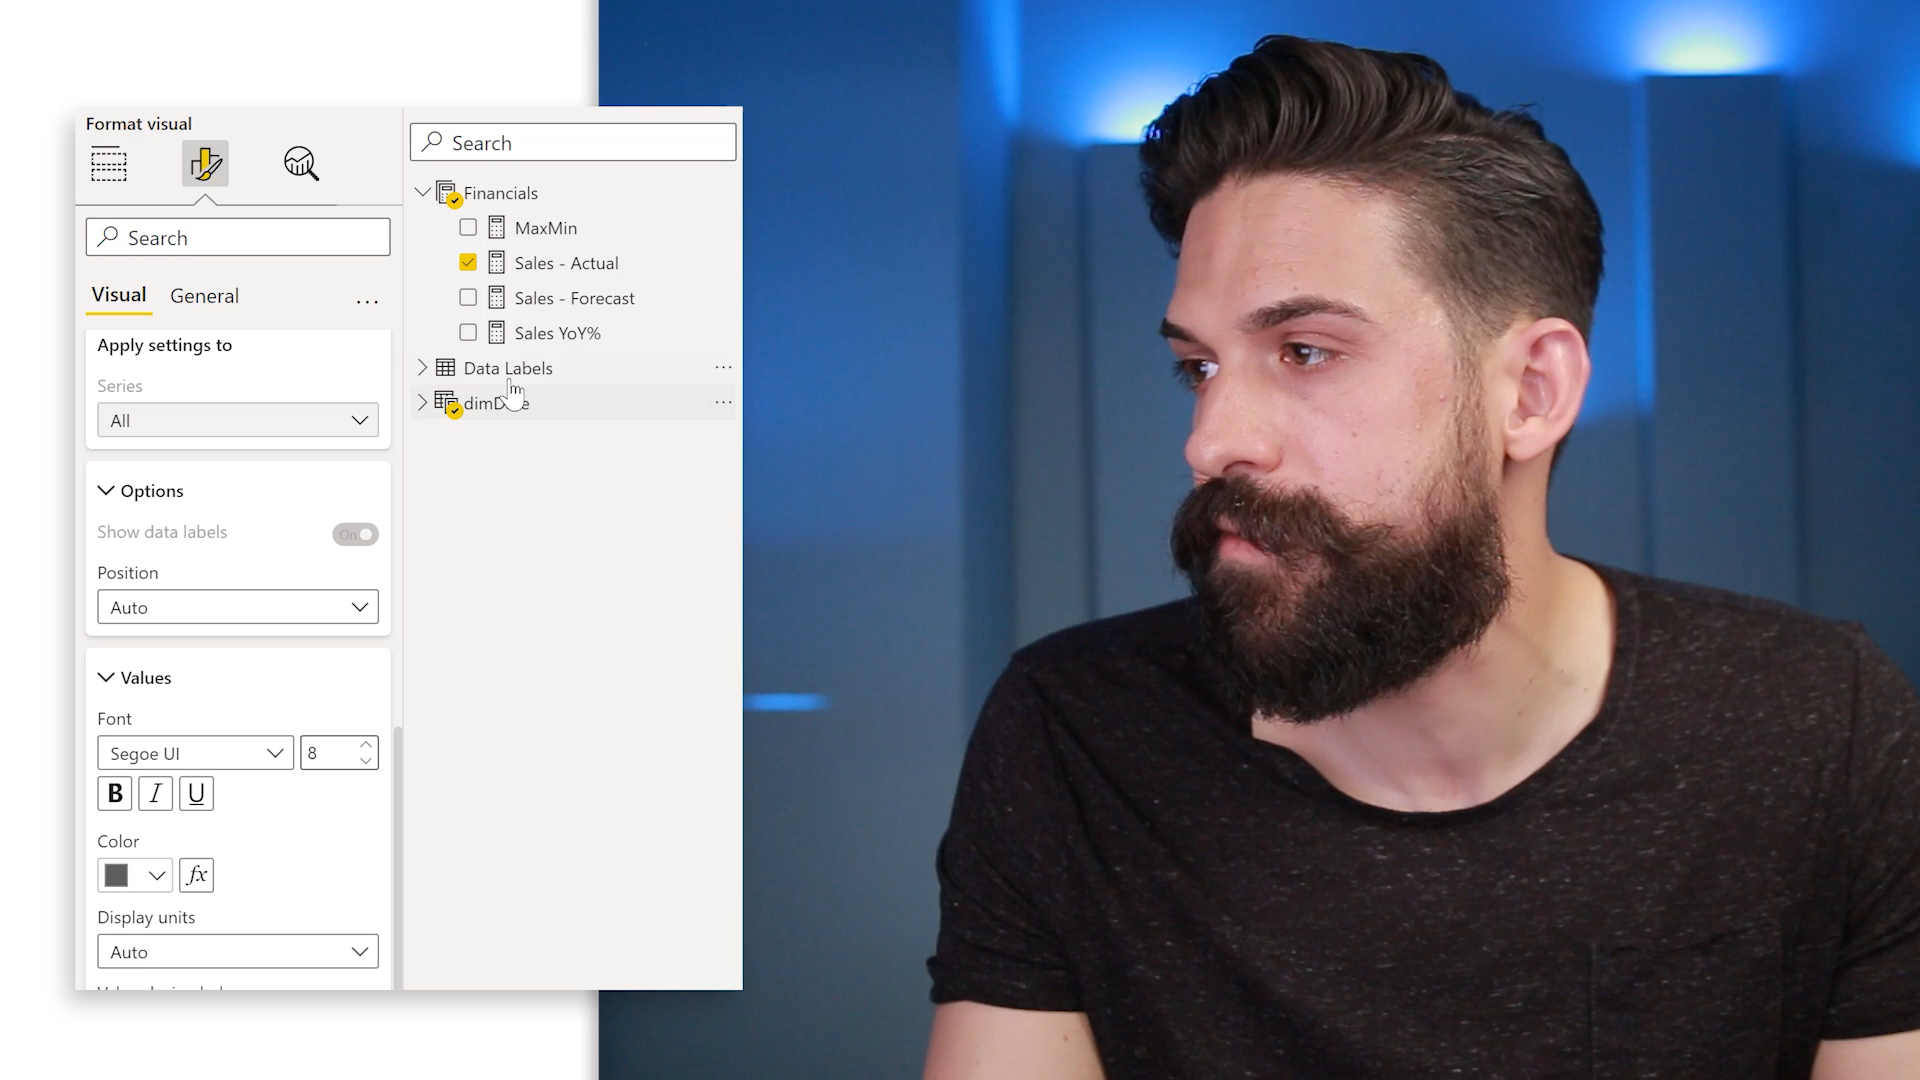 Format visual
Search
Visual
General
...
Apply settings to
Series
All
Options
Show data labels
On
Position
Auto
Values
Font
Segoe UI
8
B
I
U
Color
fx
Display units
Auto
Search
Financials
MaxMin
Sales - Actual
Sales - Forecast
Sales YoY%
Data Labels
...
...